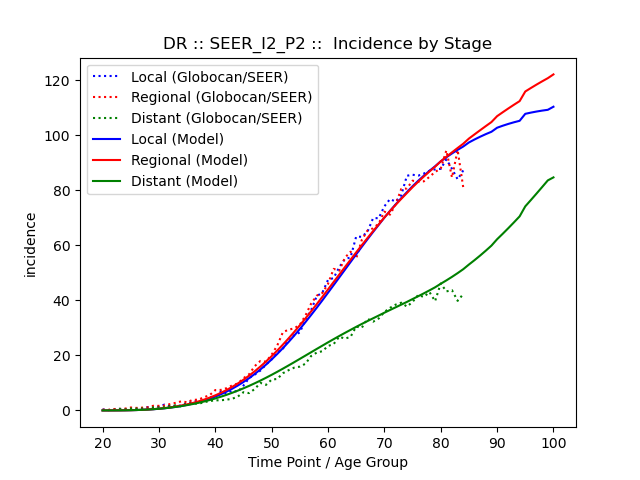 DR :: SEER_I2_P2 ::  Incidence by Stage
Local (Globocan/SEER)
Regional (Globocan/SEER)
Distant (Globocan/SEER)
Local (Model)
Regional (Model)
Distant (Model)
incidence
120
100
80
60
40
20
0
20 30 40 50 60 70 80 90 100
Time Point / Age Group